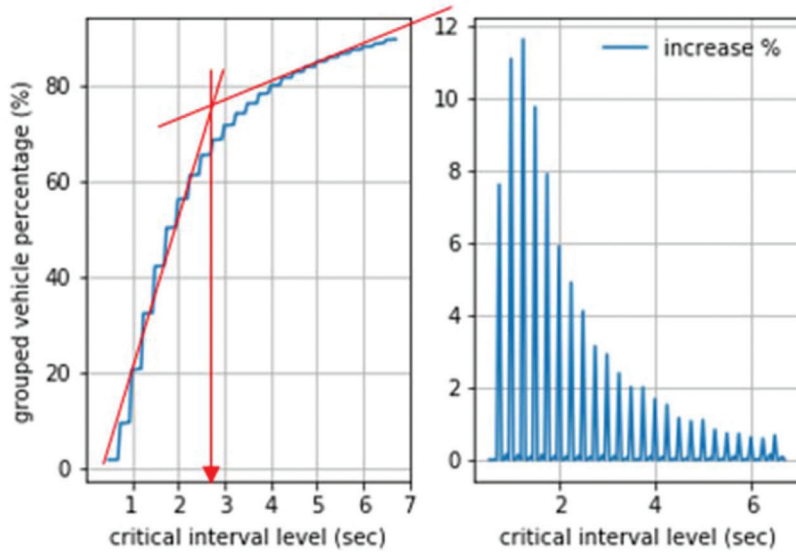 grouped vehicle percentage (%)
80
60
40
20
0
1 2 3 4 5 6 7
critical interval level (sec)
12
10
8
6
4
2
0
increase %
2 4 6
critical interval level (sec)